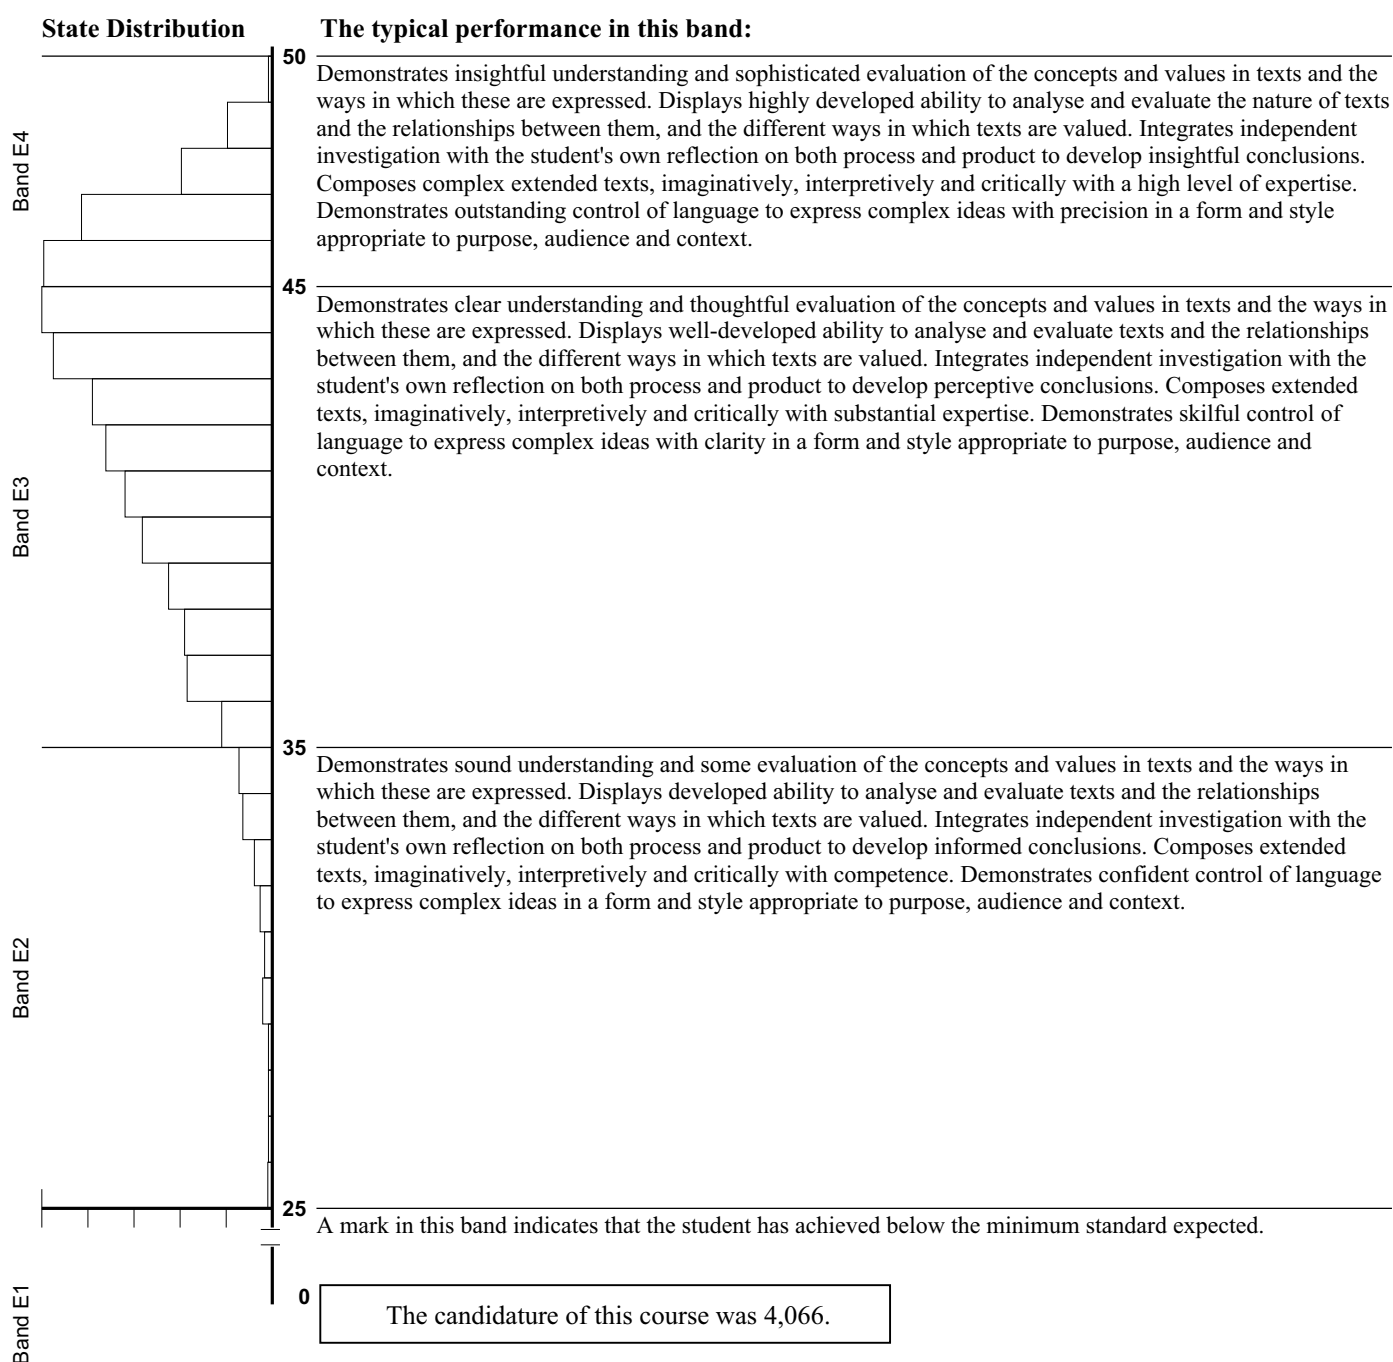 State Distribution
The typical performance in this band:
50
Demonstrates insightful understanding and sophisticated evaluation of the concepts and values in texts and the
ways in which these are expressed. Displays highly developed ability to analyse and evaluate the nature of texts
and the relationships between them, and the different ways in which texts are valued. Integrates independent
investigation with the student's own reflection on both process and product to develop insightful conclusions.
Composes complex extended texts, imaginatively, interpretively and critically with a high level of expertise.
Demonstrates outstanding control of language to express complex ideas with precision in a form and style
appropriate to purpose, audience and context.
Band E4
45
Demonstrates clear understanding and thoughtful evaluation of the concepts and values in texts and the ways in
which these are expressed. Displays well-developed ability to analyse and evaluate texts and the relationships
between them, and the different ways in which texts are valued. Integrates independent investigation with the
student's own reflection on both process and product to develop perceptive conclusions. Composes extended
texts, imaginatively, interpretively and critically with substantial expertise. Demonstrates skilful control of
language to express complex ideas with clarity in a form and style appropriate to purpose, audience and
context.
Band E3
35
Demonstrates sound understanding and some evaluation of the concepts and values in texts and the ways in
which these are expressed. Displays developed ability to analyse and evaluate texts and the relationships
between them, and the different ways in which texts are valued. Integrates independent investigation with the
student's own reflection on both process and product to develop informed conclusions. Composes extended
texts, imaginatively, interpretively and critically with competence. Demonstrates confident control of language
to express complex ideas in a form and style appropriate to purpose, audience and context.
Band E2
25
A mark in this band indicates that the student has achieved below the minimum standard expected.
0
Band E1
The candidature of this course was 4,066.